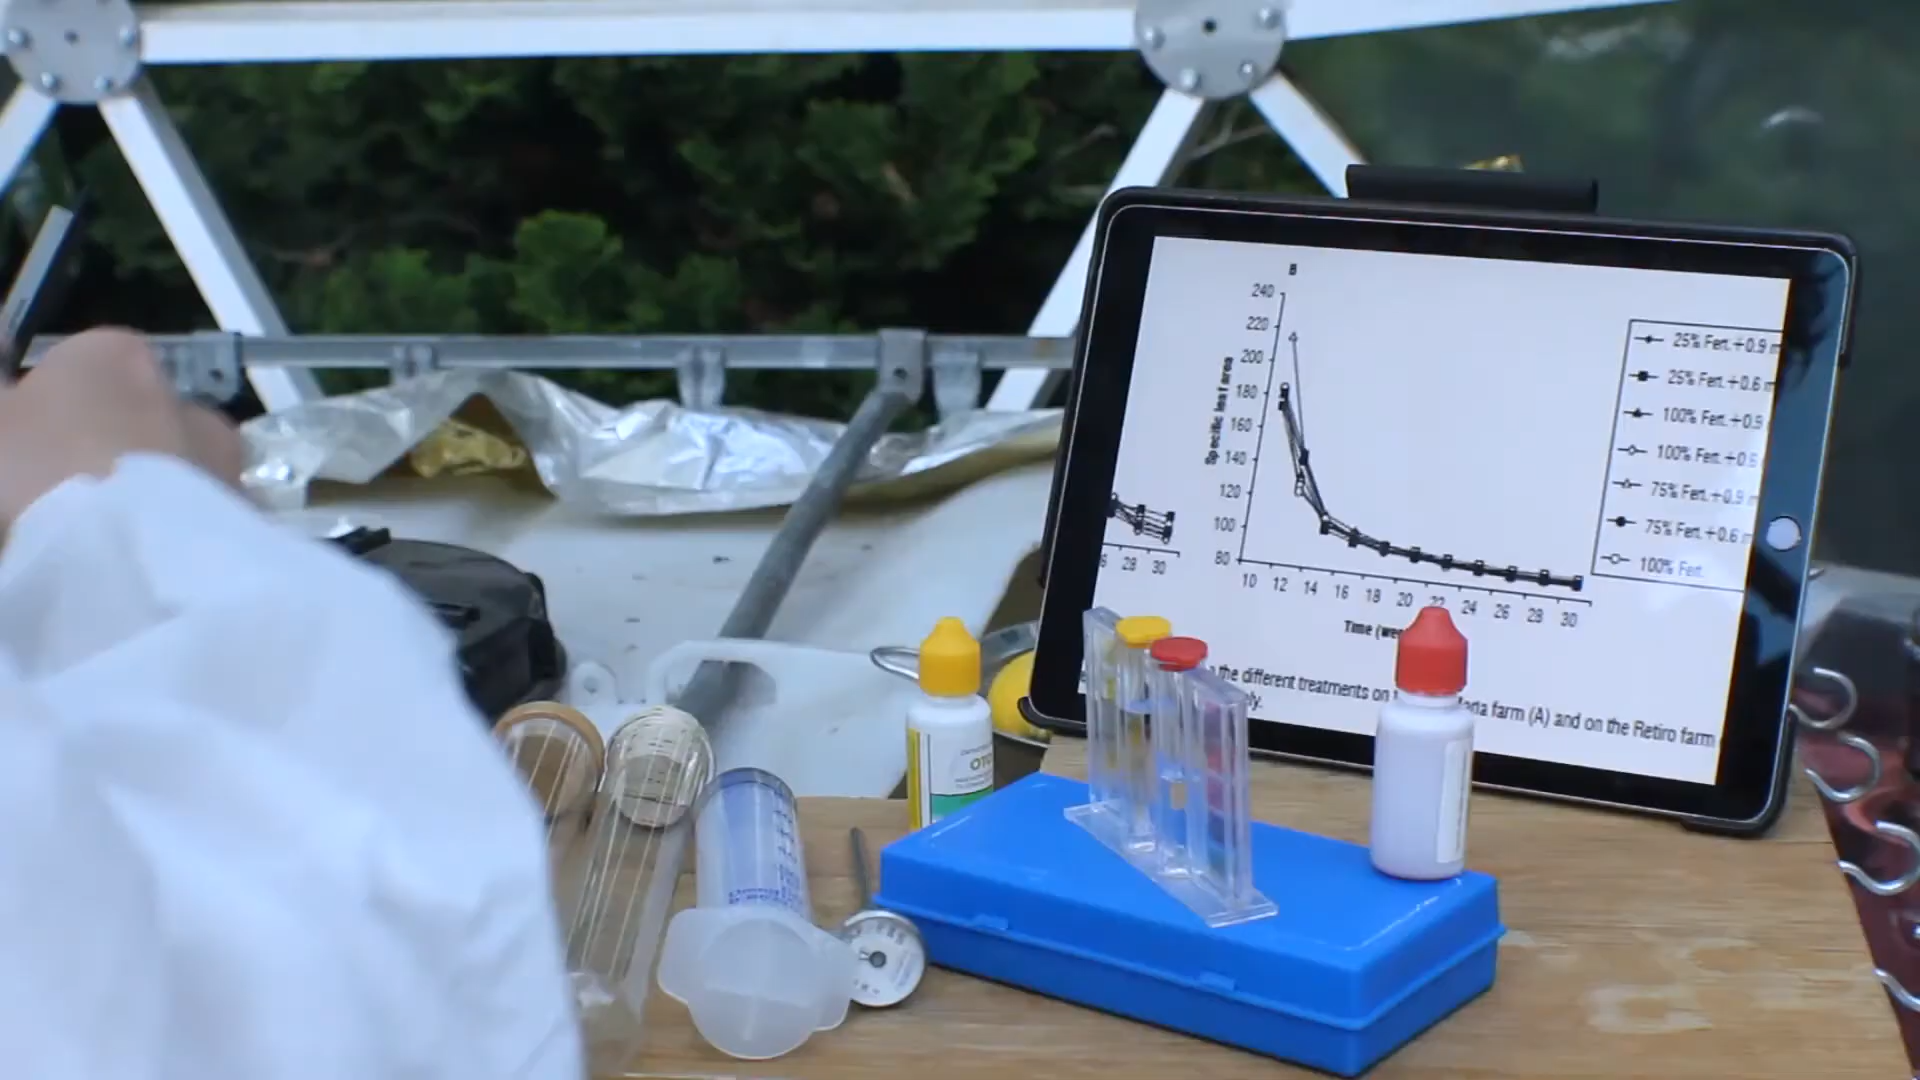 B
240
220
200
180
160
140
120
100
80
Specific leaf area
10 12 14 16 18 20 22 24 26 28 30
28 30
25% Fert.+0.9
25% Fert.+0.6
100% Fert.+0.9
100% Fert.+0.6
75% Fert.+0.9
75% Fert.+0.6
100% Fert.
Time
the different treatments on
farm (A) and on the Retiro farm
OTO